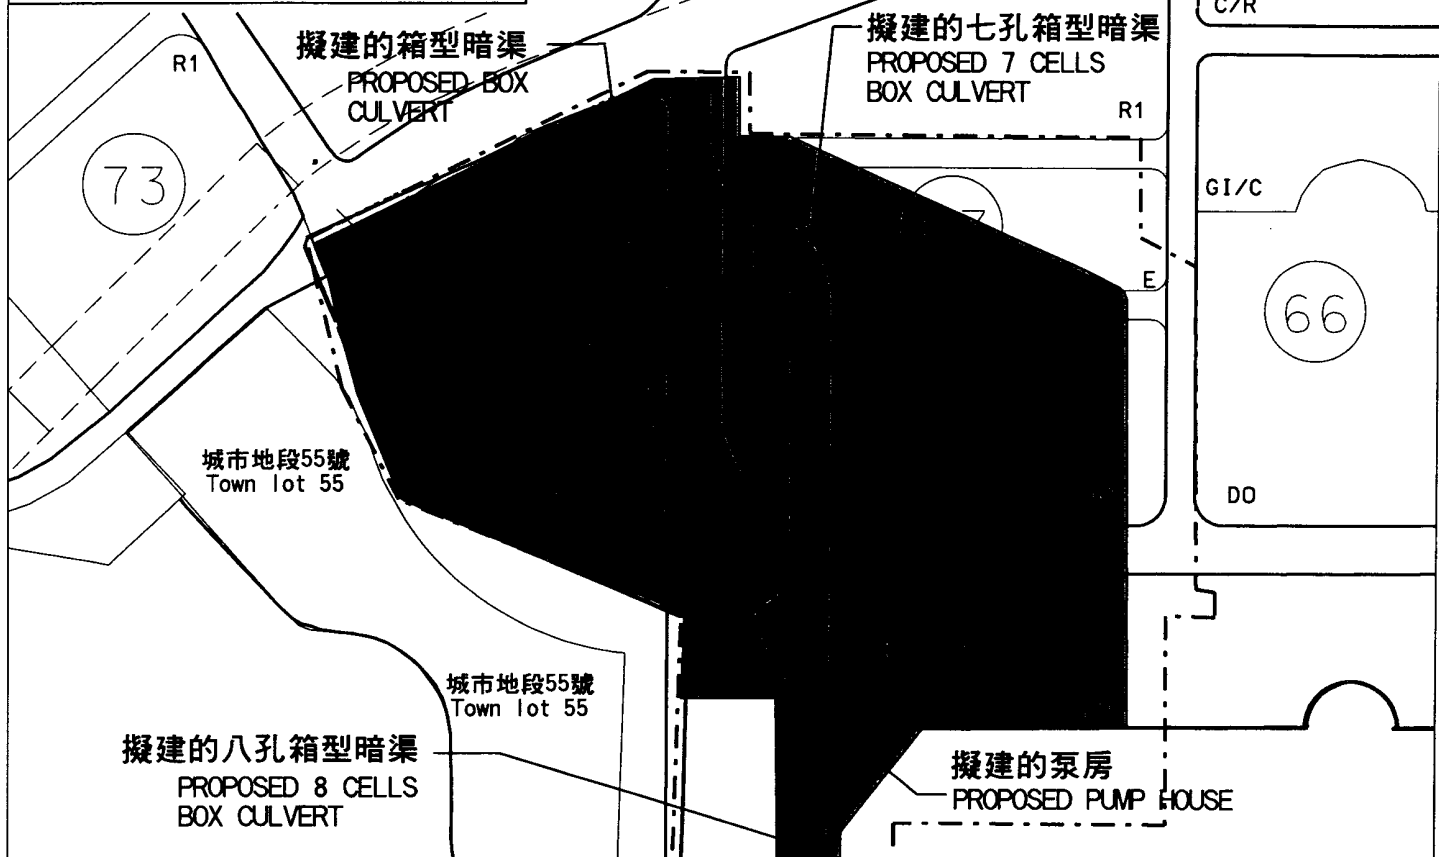 C/R
擬建的箱型暗渠
PROPOSED BOX
CULVERT
擬建的七孔箱型暗渠
PROPOSED 7 CELLS
BOX CULVERT
R1
R1
73
7
GI/C
E
66
城市地段55號
Town lot 55
DO
城市地段55號
Town lot 55
擬建的八孔箱型暗渠
PROPOSED 8 CELLS
BOX CULVERT
擬建的泵房
PROPOSED PUMP HOUSE